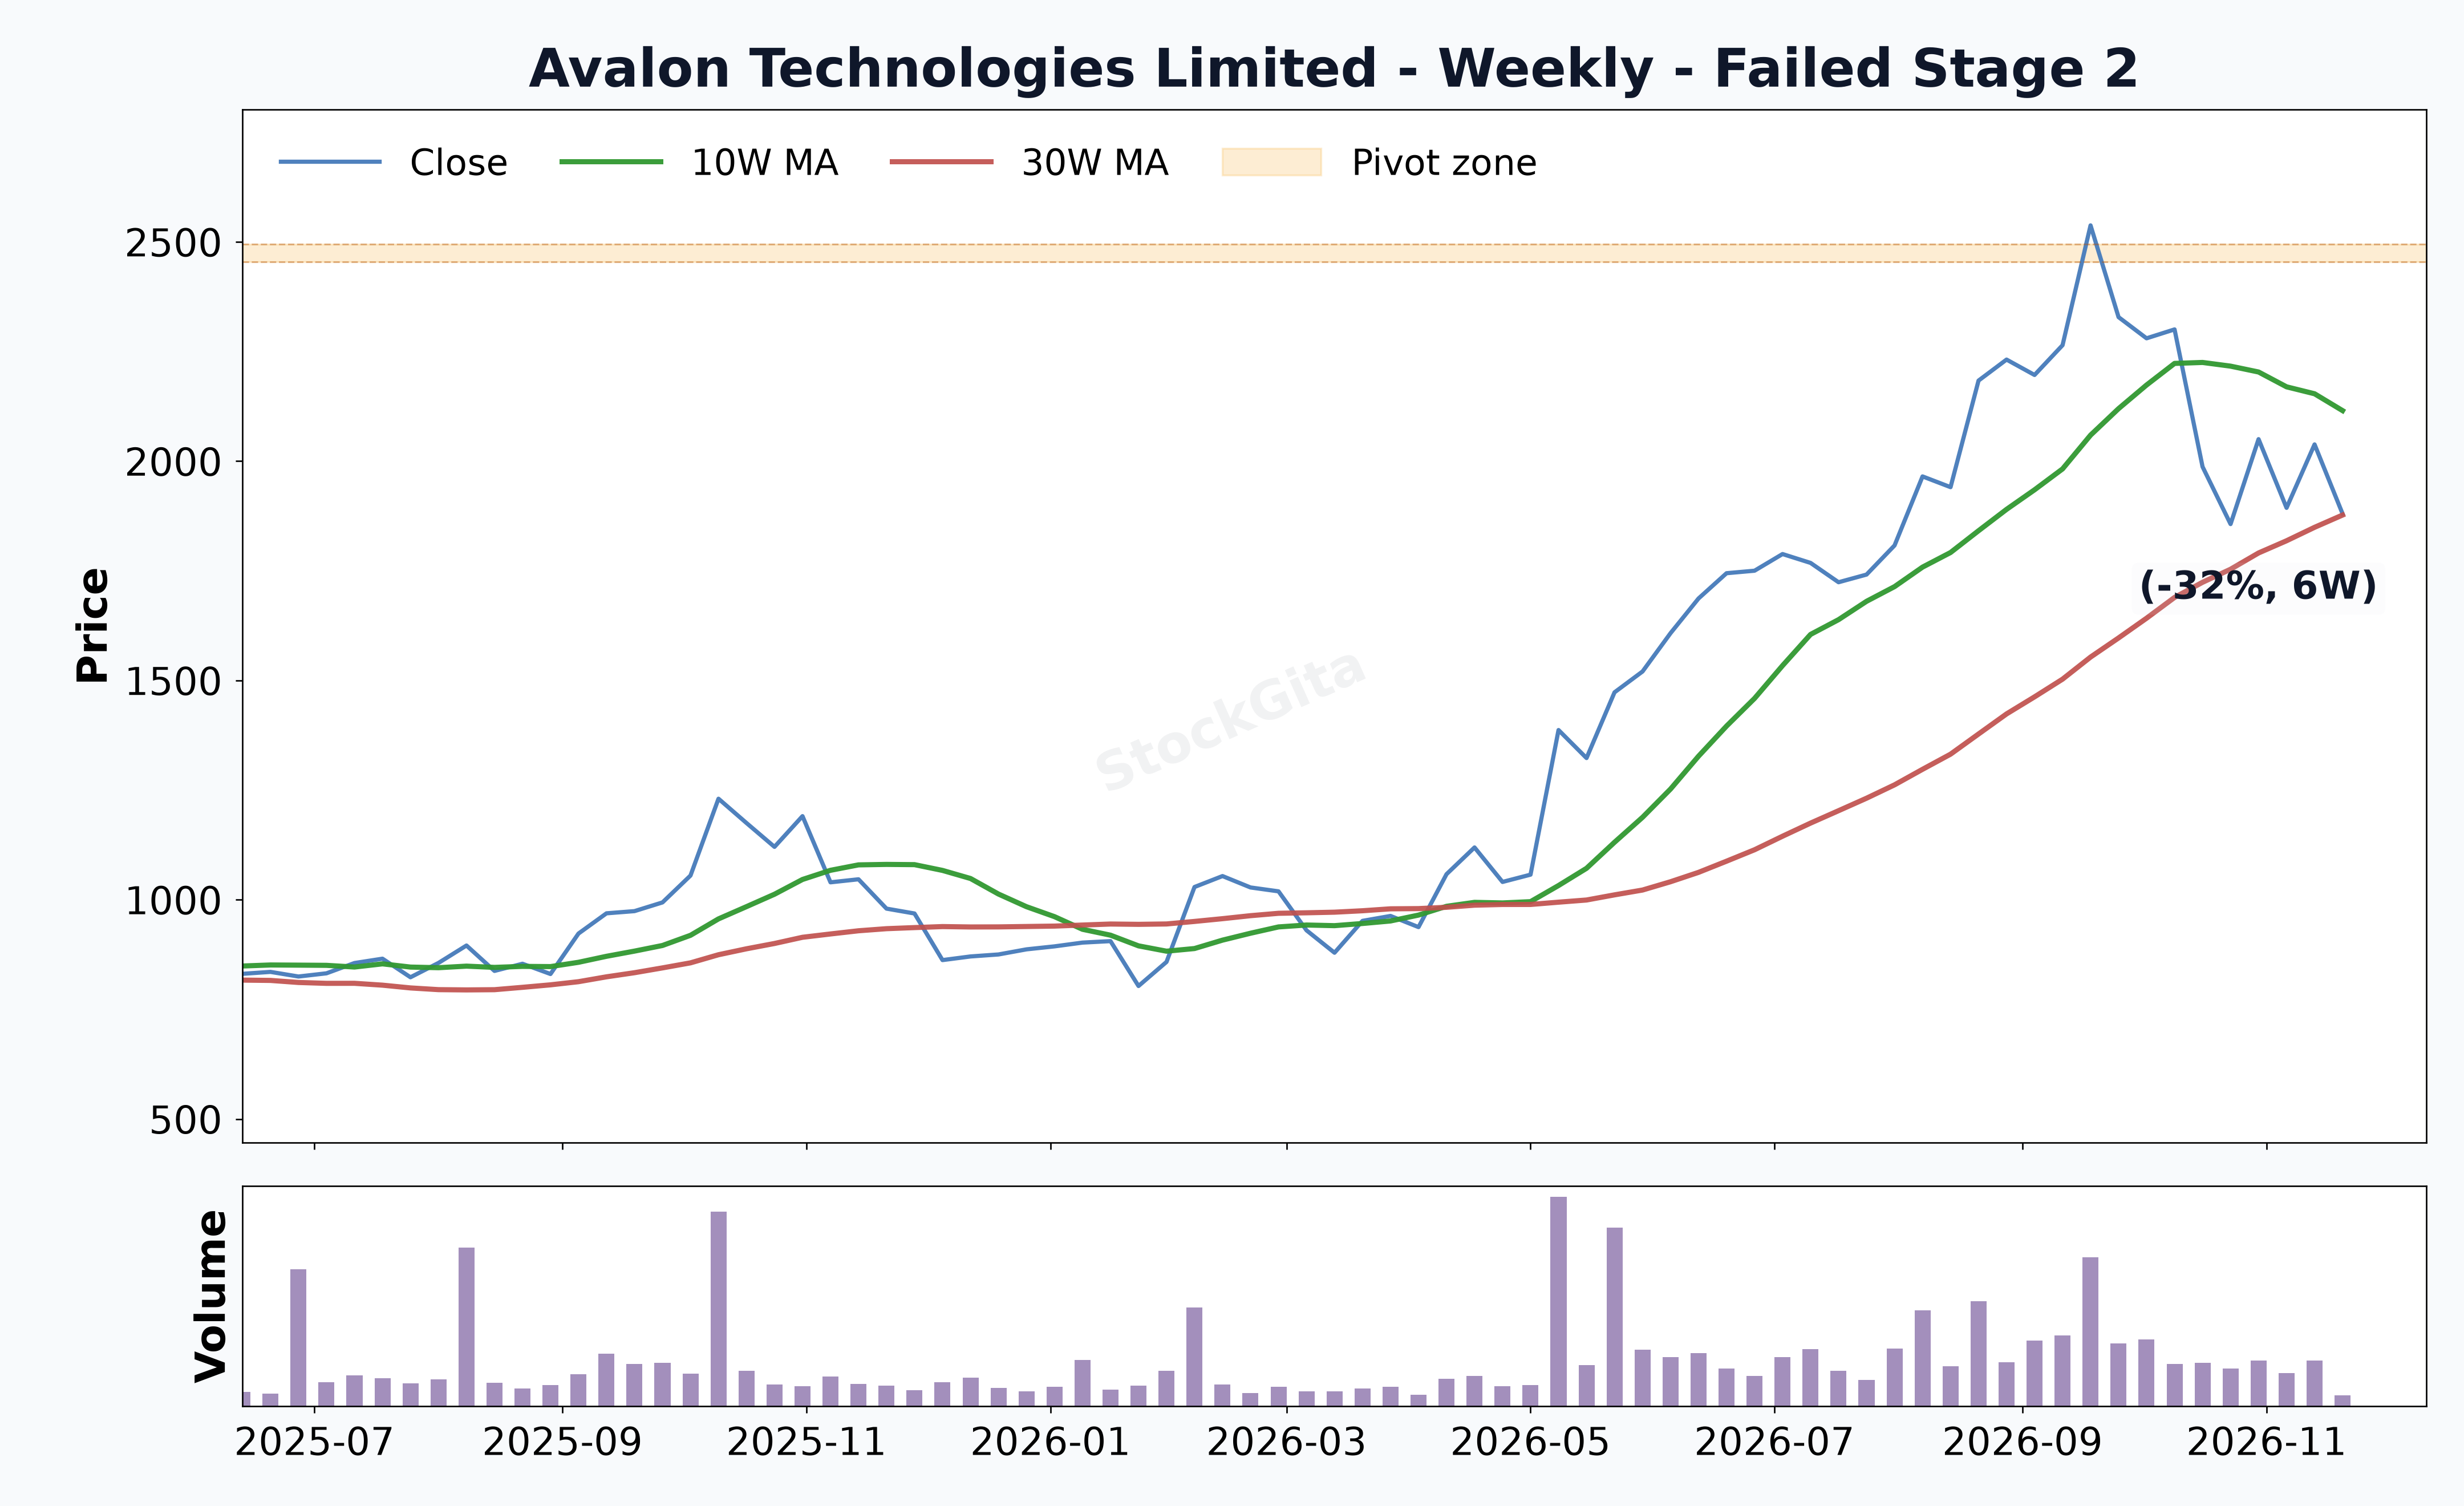 Avalon Technologies Limited - Weekly - Failed Stage 2
Close 10W MA 30W MA Pivot zone
2500
2000
1500
1000
500
Price
(-32%, 6W)
StockGita
Volume
2025-07 2025-09 2025-11 2026-01 2026-03 2026-05 2026-07 2026-09 2026-11